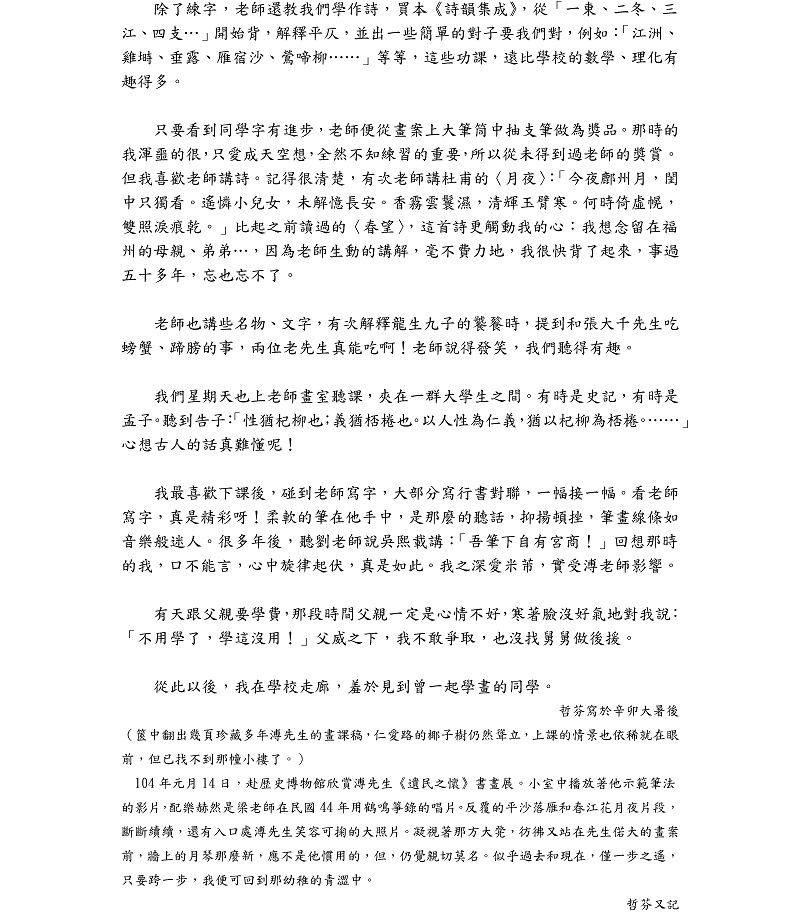 除了練字，老師還教我們學作詩，買本《詩韻集成》，從「一東、二冬、三
江、四支…」開始背，解釋平仄，並出一些簡單的對子要我們對，例如：「江洲、
雞塒、垂露、雁宿沙、鶯啼柳……」等等，這些功課，遠比學校的數學、理化有
趣得多。
只要看到同學字有進步，老師便從畫案上大筆筒中抽支筆做為獎品。那時的
我渾噩的很，只愛成天空想，全然不知練習的重要，所以從未得到過老師的獎賞。
但我喜歡老師講詩。記得很清楚，有次老師講杜甫的〈月夜〉：「今夜鄜州月，閨
中只獨看。遙憐小兒女，未解憶長安。香霧雲鬟濕，清輝玉臂寒。何時倚虛幌，
雙照淚痕乾。」比起之前讀過的〈春望〉，這首詩更觸動我的心：我想念留在福
州的母親、弟弟…，因為老師生動的講解，毫不費力地，我很快背了起來，事過
五十多年，忘也忘不了。
老師也講些名物、文字，有次解釋龍生九子的饕餮時，提到和張大千先生吃
螃蟹、蹄膀的事，兩位老先生真能吃啊！老師說得發笑，我們聽得有趣。
我們星期天也上老師畫室聽課，夾在一群大學生之間。有時是史記，有時是
孟子。聽到告子：「性猶杞柳也；義猶桮棬也。以人性為仁義，猶以杞柳為桮棬。……」
心想古人的話真難懂呢！
我最喜歡下課後，碰到老師寫字，大部分寫行書對聯，一幅接一幅。看老師
寫字，真是精彩呀！柔軟的筆在他手中，是那麼的聽話，抑揚頓挫，筆畫線條如
音樂般迷人。很多年後，聽劉老師說吳熙載講：「吾筆下自有宮商！」回想那時
的我，口不能言，心中旋律起伏，真是如此。我之深愛米芾，實受溥老師影響。
有天跟父親要學費，那段時間父親一定是心情不好，寒著臉沒好氣地對我說：
「不用學了，學這沒用！」父威之下，我不敢爭取，也沒找舅舅做後援。
從此以後，我在學校走廊，羞於見到曾一起學畫的同學。
哲芬寫於辛卯大暑後
（篋中翻出幾頁珍藏多年溥先生的畫課稿，仁愛路的椰子樹仍然聳立，上課的情景也依稀就在眼
前，但已找不到那幢小樓了。）
104 年元月 14 日，赴歷史博物館欣賞溥先生《遺民之懷》書畫展。小室中播放著他示範筆法
的影片，配樂赫然是梁老師在民國 44 年用鶴鳴箏錄的唱片。反覆的平沙落雁和春江花月夜片段，
斷斷續續，還有入口處溥先生笑容可掬的大照片。凝視著那方大凳，彷彿又站在先生偌大的畫案
前，牆上的月琴那麼新，應不是他慣用的，但，仍覺親切莫名。似乎過去和現在，僅一步之遙，
只要跨一步，我便可回到那幼稚的青澀中。
哲芬又記